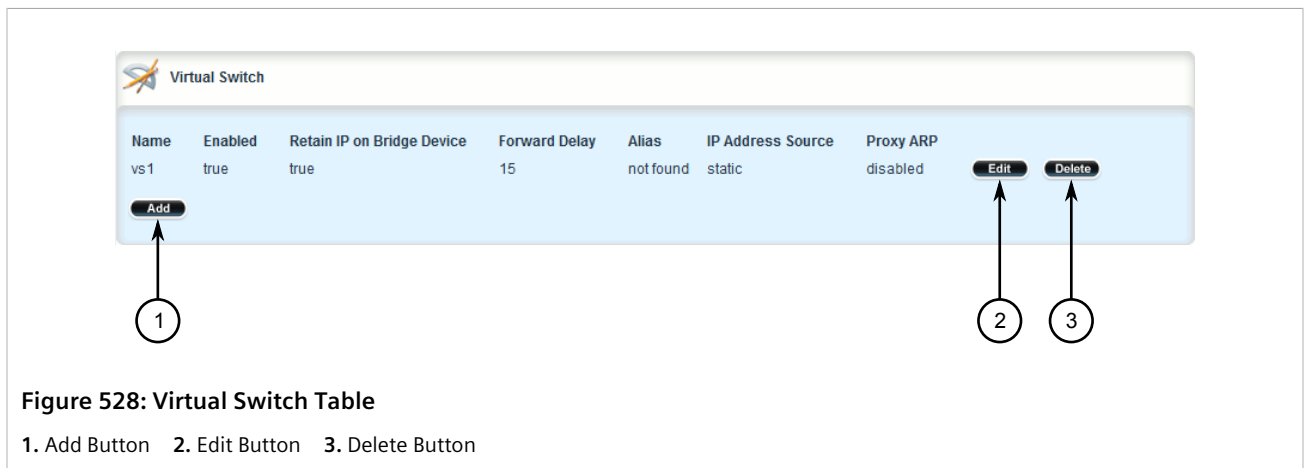 Virtual Switch
Name Enabled Retain IP on Bridge Device Forward Delay Alias IP Address Source Proxy ARP
vs1 true true 15 not found static disabled Edit Delete
Add
1 2 3
Figure 528: Virtual Switch Table
1. Add Button 2. Edit Button 3. Delete Button